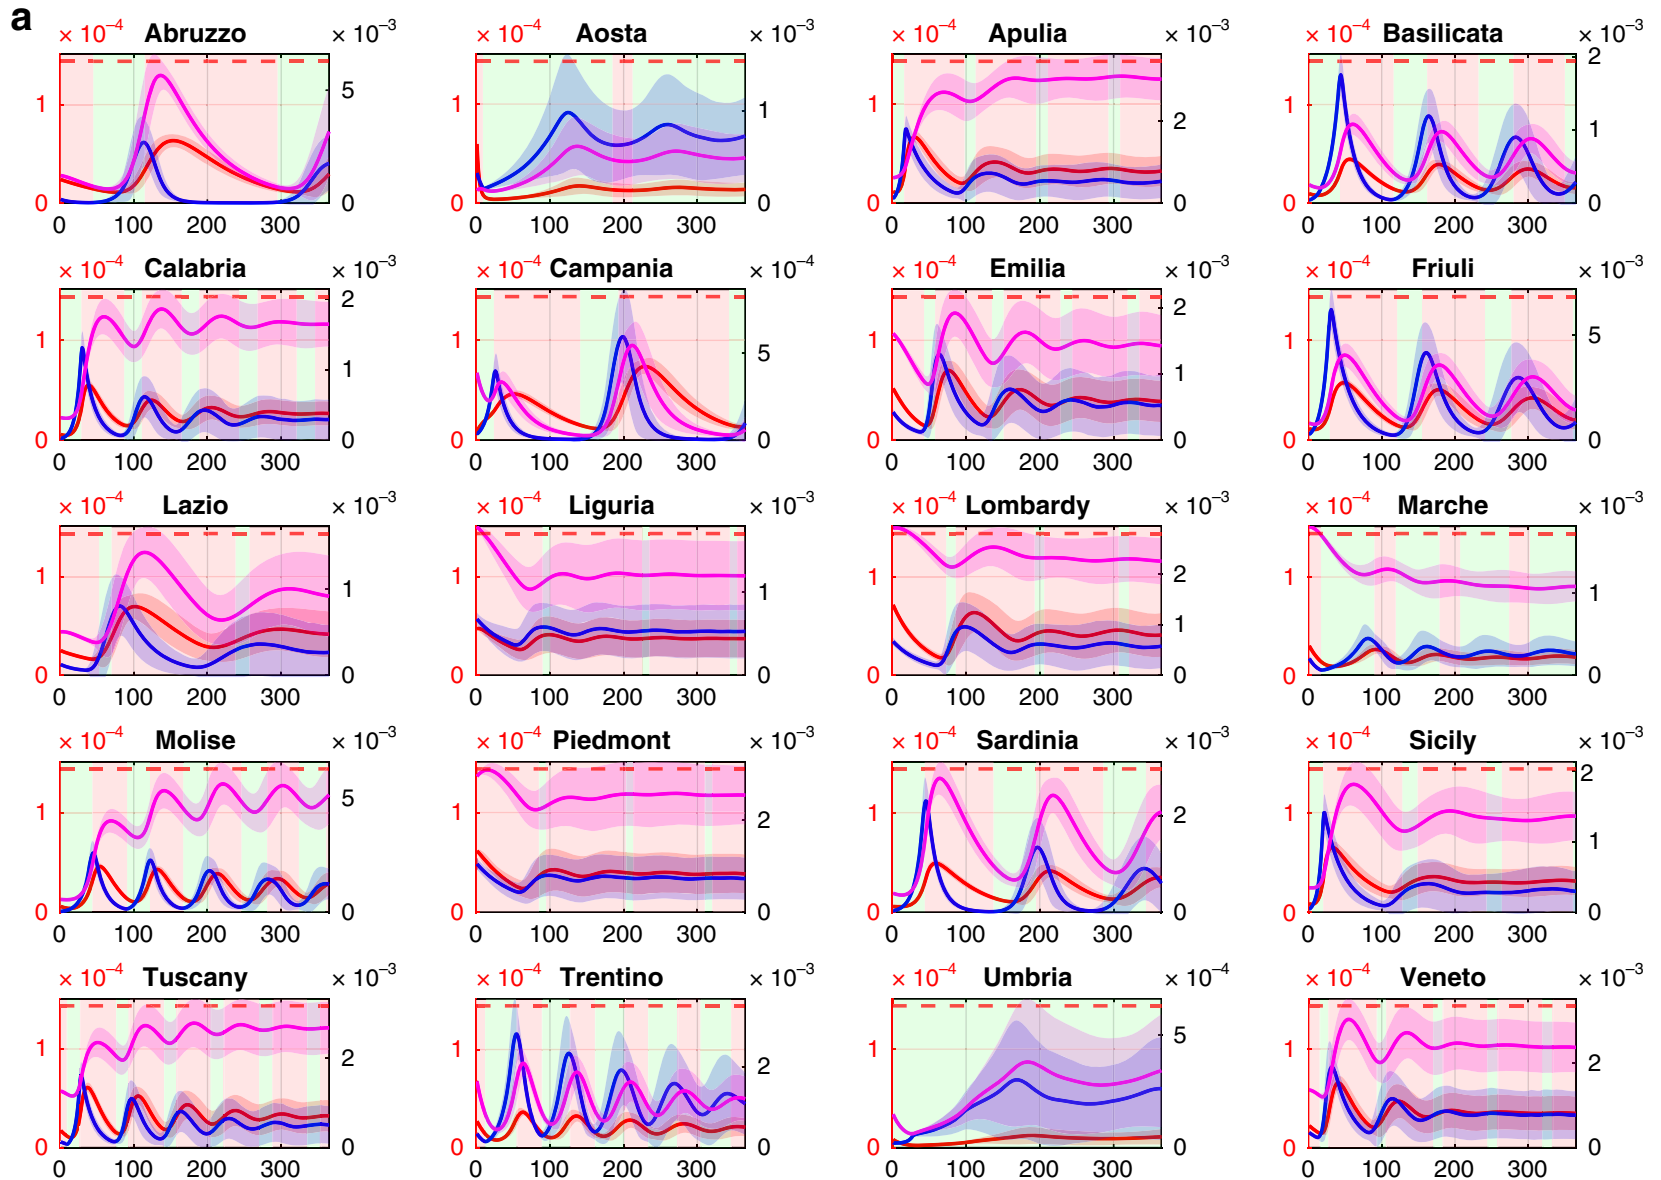 a
× 10⁻⁴ Abruzzo × 10⁻³
1 5
0 0
0 100 200 300
× 10⁻⁴ Aosta × 10⁻³
1 1
0 0
0 100 200 300
× 10⁻⁴ Apulia × 10⁻³
1 2
0 0
0 100 200 300
× 10⁻⁴ Basilicata × 10⁻³
2
1 1
0 0
0 100 200 300
× 10⁻⁴ Calabria × 10⁻³
2
1 1
0 0
0 100 200 300
× 10⁻⁴ Campania × 10⁻⁴
1 5
0 0
0 100 200 300
× 10⁻⁴ Emilia × 10⁻³
2
1 1
0 0
0 100 200 300
× 10⁻⁴ Friuli × 10⁻³
1 5
0 0
0 100 200 300
× 10⁻⁴ Lazio × 10⁻³
1 1
0 0
0 100 200 300
× 10⁻⁴ Liguria × 10⁻³
1 1
0 0
0 100 200 300
× 10⁻⁴ Lombardy × 10⁻³
1 2
1
0 0
0 100 200 300
× 10⁻⁴ Marche × 10⁻³
1 1
0 0
0 100 200 300
× 10⁻⁴ Molise × 10⁻³
1 5
0 0
0 100 200 300
× 10⁻⁴ Piedmont × 10⁻³
1 2
0 0
0 100 200 300
× 10⁻⁴ Sardinia × 10⁻³
1 2
0 0
0 100 200 300
× 10⁻⁴ Sicily × 10⁻³
2
1 1
0 0
0 100 200 300
× 10⁻⁴ Tuscany × 10⁻³
1 2
0 0
0 100 200 300
× 10⁻⁴ Trentino × 10⁻³
1 2
0 0
0 100 200 300
× 10⁻⁴ Umbria × 10⁻⁴
1 5
0 0
0 100 200 300
× 10⁻⁴ Veneto × 10⁻³
1 2
0 0
0 100 200 300